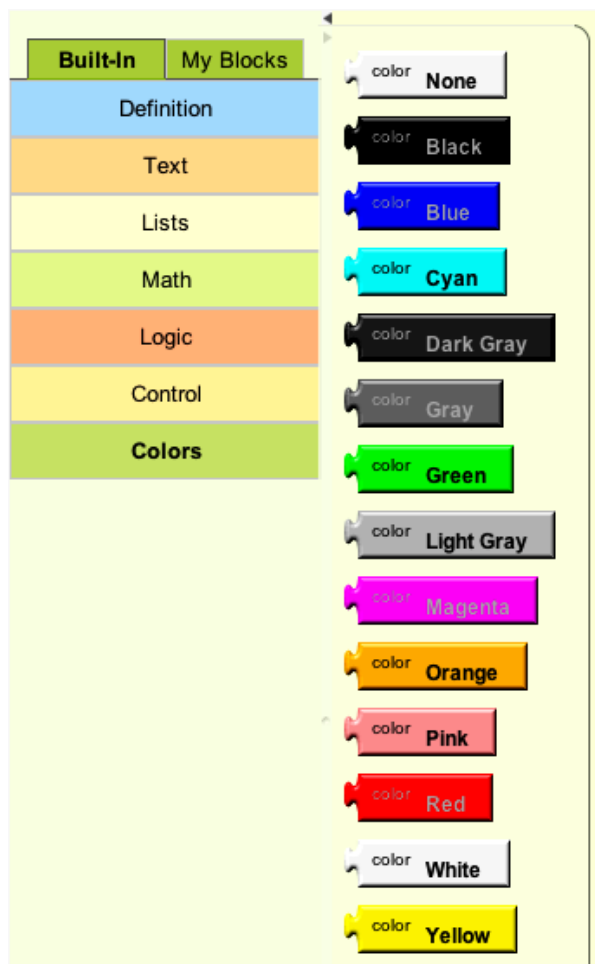 Built-In My Blocks
Definition
Text
Lists
Math
Logic
Control
Colors
color None
color Black
color Blue
color Cyan
color Dark Gray
color Gray
color Green
color Light Gray
color Magenta
color Orange
color Pink
color Red
color White
color Yellow